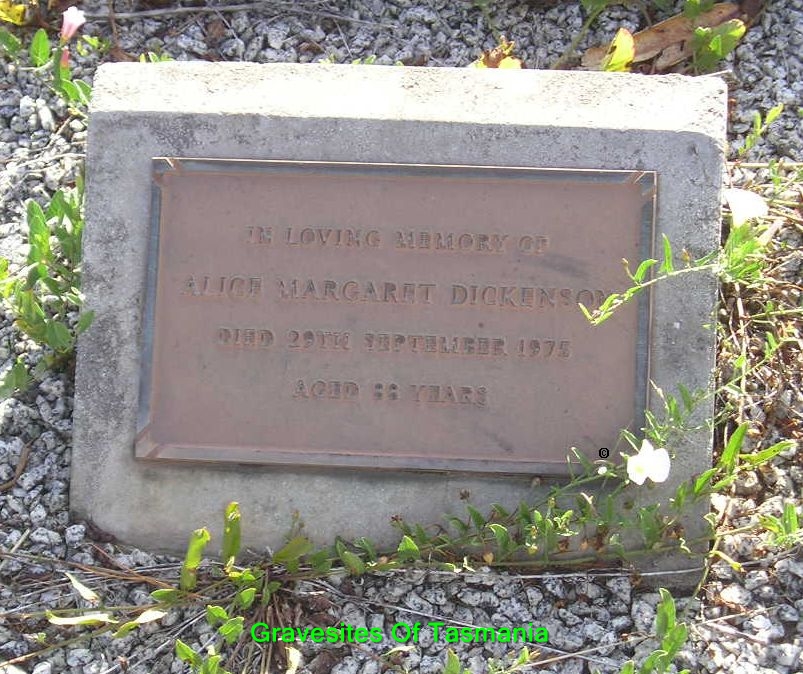 IN LOVING MEMORY OF
ALICE MARGARET DICKENSON
DIED 29TH SEPTEMBER 1975
AGED YEARS
©
Gravesites Of Tasmania